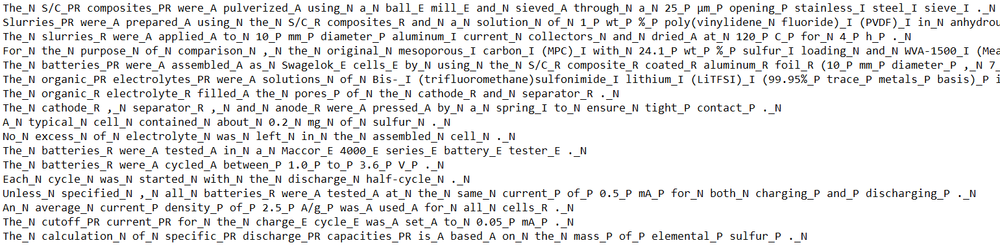 The_N S/C_PR composites_PR were_A pulverized_A using_N a_N ball_E mill_E and_N sieved_A through_N a_N 25_P μm_P opening_P stainless_I steel_I sieve_I ._N
Slurries_PR were_A prepared_A using_N the_N S/C_R composites_R and_N a_N solution_N of_N 1_P wt_P %_P poly(vinylidene_N fluoride)_I (PVDF)_I in_N anhydrou
The_N slurries_R were_A applied_A to_N 10_P mm_P diameter_P aluminum_I current_N collectors_N and_N dried_A at_N 120_P C_P for_N 4_P h_P ._N
For_N the_N purpose_N of_N comparison_N ,_N the_N original_N mesoporous_I carbon_I (MPC)_I with_N 24.1_P wt_P %_P sulfur_I loading_N and_N WVA-1500_I (Mea
The_N batteries_PR were_A assembled_A as_N Swagelok_E cells_E by_N using_N the_N S/C_R composite_R coated_R aluminum_R foil_R (10_P mm_P diameter_P ,_N 7_
The_N organic_PR electrolytes_PR were_A solutions_N of_N Bis-_I (trifluoromethane)sulfonimide_I lithium_I (LiTFSI)_I (99.95%_P trace_P metals_P basis)_P i
The_N organic_R electrolyte_R filled_A the_N pores_P of_N the_N cathode_R and_N separator_R ._N
The_N cathode_R ,_N separator_R ,_N and_N anode_R were_A pressed_A by_N a_N spring_I to_N ensure_N tight_P contact_P ._N
A_N typical_N cell_N contained_N about_N 0.2_N mg_N of_N sulfur_N ._N
No_N excess_N of_N electrolyte_N was_N left_N in_N the_N assembled_N cell_N ._N
The_N batteries_R were_A tested_A in_N a_N Maccor_E 4000_E series_E battery_E tester_E ._N
The_N batteries_R were_A cycled_A between_P 1.0_P to_P 3.6_P V_P ._N
Each_N cycle_N was_N started_N with_N the_N discharge_N half-cycle_N ._N
Unless_N specified_N ,_N all_N batteries_R were_A tested_A at_N the_N same_N current_P of_P 0.5_P mA_P for_N both_N charging_P and_P discharging_P ._N
An_N average_N current_P density_P of_P 2.5_P A/g_P was_A used_A for_N all_N cells_R ._N
The_N cutoff_PR current_PR for_N the_N charge_E cycle_E was_A set_A to_N 0.05_P mA_P ._N
The_N calculation_N of_N specific_PR discharge_PR capacities_PR is_A based_A on_N the_N mass_P of_P elemental_P sulfur_P ._N